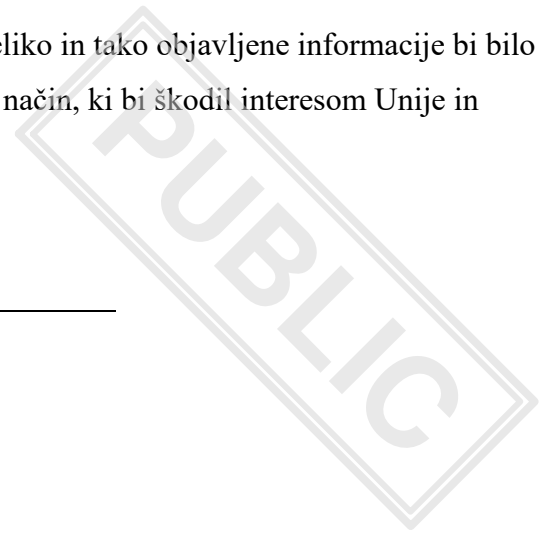 eliko in tako objavljene informacije bi bilo
način, ki bi škodil interesom Unije in
PUBLIC